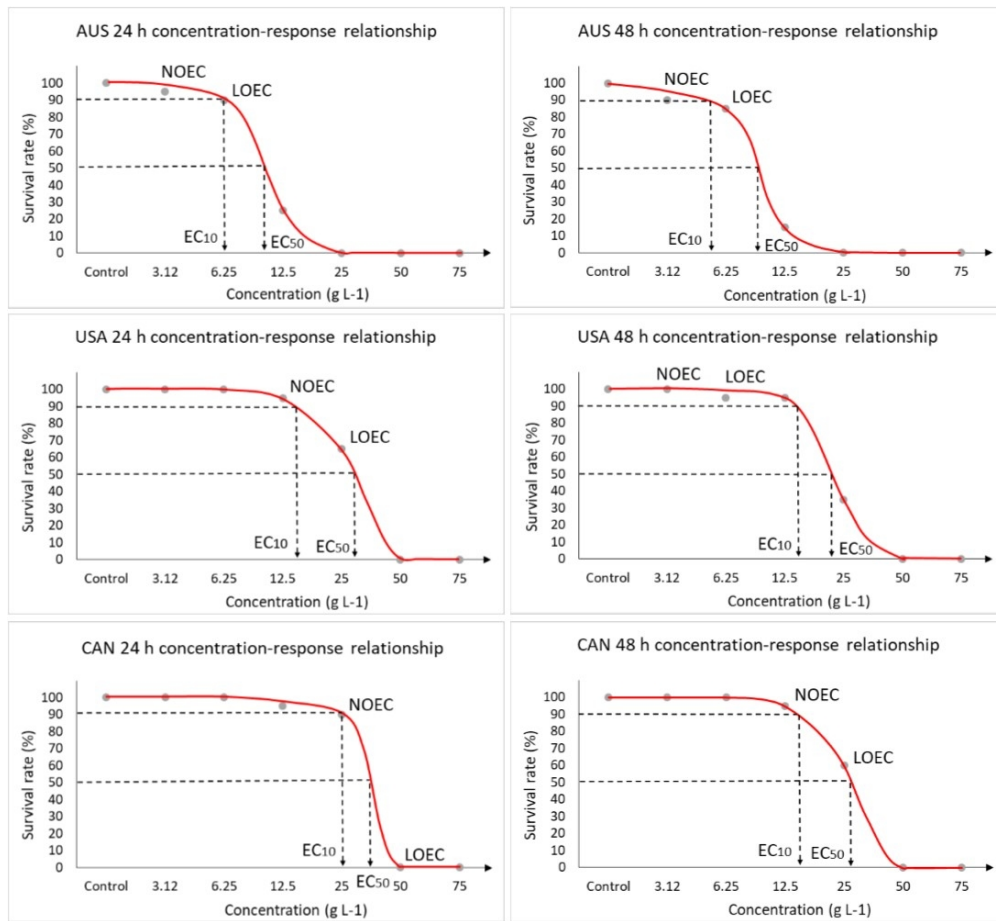 AUS 24 h concentration-response relationship
NOEC
LOEC
Survival rate (%)
100
90
80
70
60
50
40
30
20
10
0
EC10
EC50
Control 3.12 6.25 12.5 25 50 75
Concentration (g L-1)
AUS 48 h concentration-response relationship
NOEC
LOEC
Survival rate (%)
100
90
80
70
60
50
40
30
20
10
0
EC10
EC50
Control 3.12 6.25 12.5 25 50 75
Concentration (g L-1)
USA 24 h concentration-response relationship
NOEC
LOEC
Survival rate (%)
100
90
80
70
60
50
40
30
20
10
0
EC10
EC50
Control 3.12 6.25 12.5 25 50 75
Concentration (g L-1)
USA 48 h concentration-response relationship
NOEC LOEC
Survival rate (%)
100
90
80
70
60
50
40
30
20
10
0
EC10
EC50
Control 3.12 6.25 12.5 25 50 75
Concentration (g L-1)
CAN 24 h concentration-response relationship
NOEC
Survival rate (%)
100
90
80
70
60
50
40
30
20
10
0
EC10
LOEC
EC50
Control 3.12 6.25 12.5 25 50 75
Concentration (g L-1)
CAN 48 h concentration-response relationship
NOEC
LOEC
Survival rate (%)
100
90
80
70
60
50
40
30
20
10
0
EC10
EC50
Control 3.12 6.25 12.5 25 50 75
Concentration (g L-1)